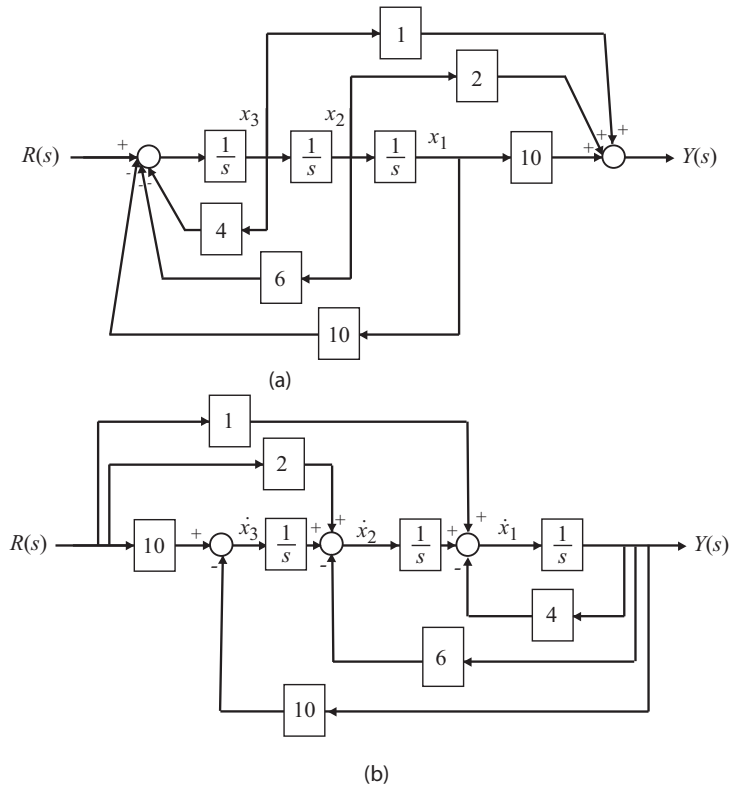 1
2
x3 x2 x1
R(s) + 1/s 1/s 1/s 10 + + + Y(s)
- - -
4
6
10
(a)
1
2
R(s) 10 + ẋ3 1/s + + ẋ2 1/s + + ẋ1 1/s Y(s)
- - -
4
6
10
(b)